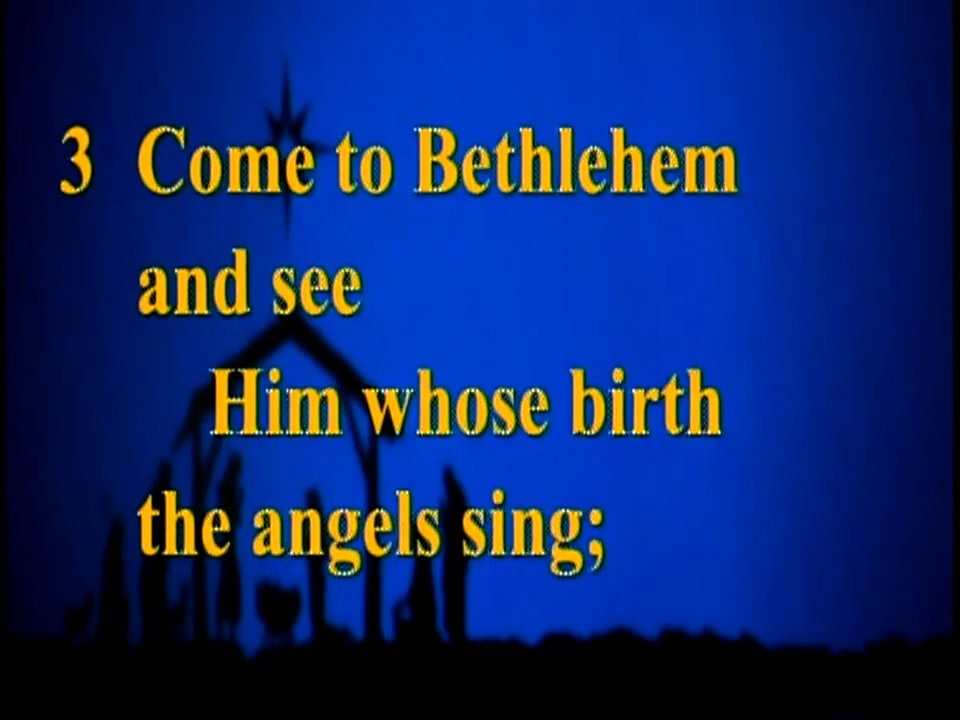 3 Come to Bethlehem
and see
Him whose birth
the angels sing;